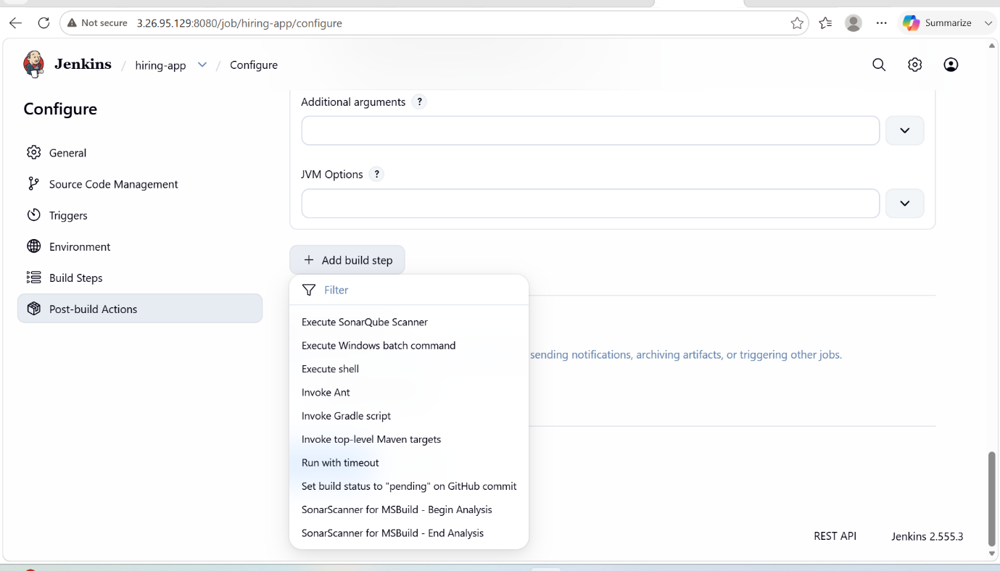 Not secure 3.26.95.129:8080/job/hiring-app/configure
Summarize
Jenkins / hiring-app / Configure
Configure
General
Source Code Management
Triggers
Environment
Build Steps
Post-build Actions
Additional arguments ?
JVM Options ?
+ Add build step
Filter
Execute SonarQube Scanner
Execute Windows batch command
Execute shell
Invoke Ant
Invoke Gradle script
Invoke top-level Maven targets
Run with timeout
Set build status to "pending" on GitHub commit
SonarScanner for MSBuild - Begin Analysis
SonarScanner for MSBuild - End Analysis
sending notifications, archiving artifacts, or triggering other jobs.
REST API
Jenkins 2.555.3